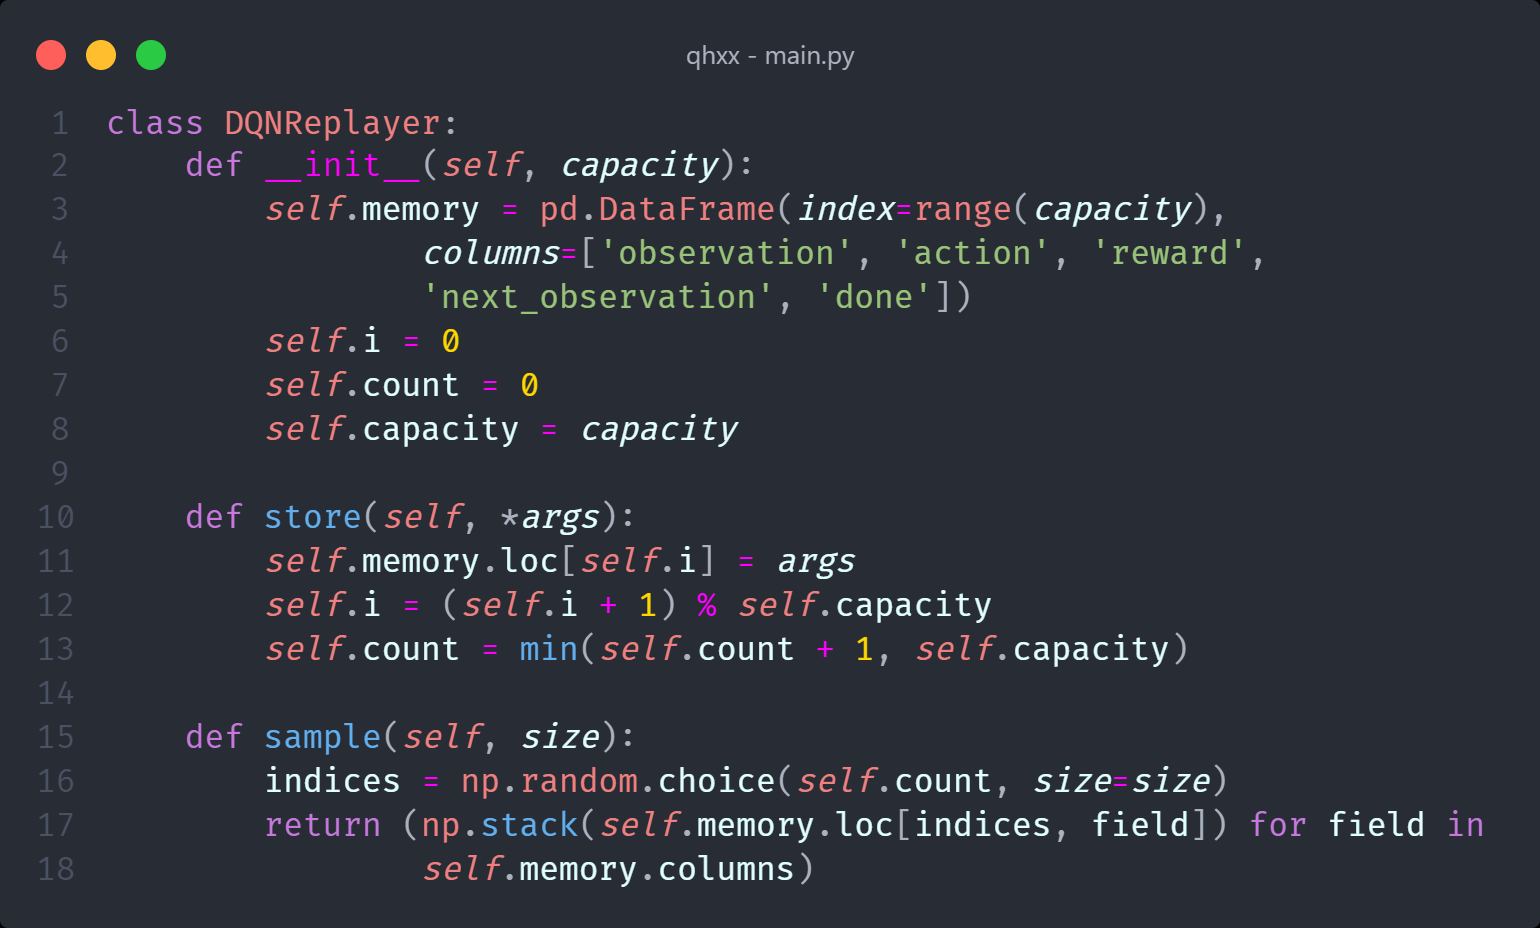 qhxx - main.py
1 class DQNReplayer:
2     def __init__(self, capacity):
3         self.memory = pd.DataFrame(index=range(capacity),
4                 columns=['observation', 'action', 'reward',
5                 'next_observation', 'done'])
6         self.i = 0
7         self.count = 0
8         self.capacity = capacity
9
10     def store(self, *args):
11         self.memory.loc[self.i] = args
12         self.i = (self.i + 1) % self.capacity
13         self.count = min(self.count + 1, self.capacity)
14
15     def sample(self, size):
16         indices = np.random.choice(self.count, size=size)
17         return (np.stack(self.memory.loc[indices, field]) for field in
18                 self.memory.columns)